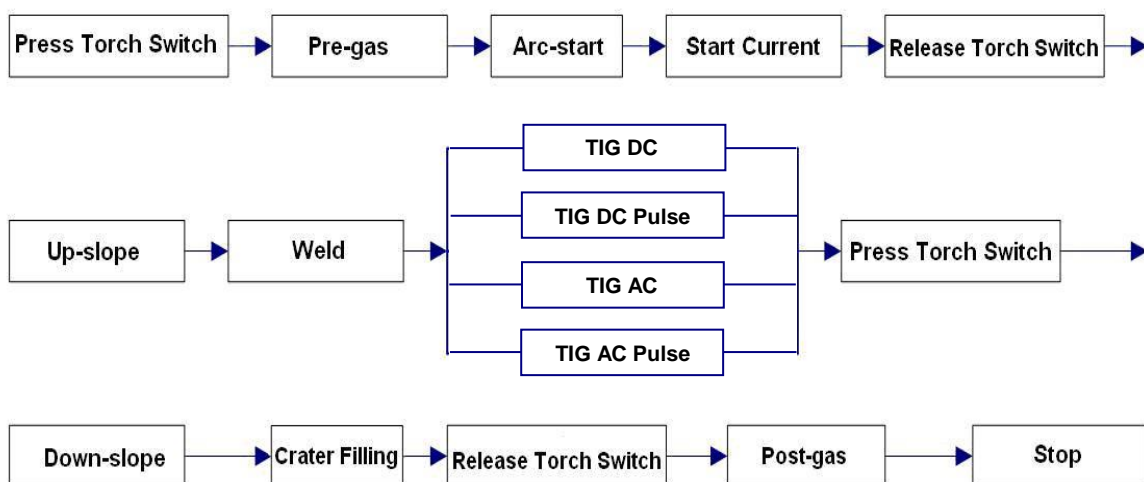 Press Torch Switch
Pre-gas
Arc-start
Start Current
Release Torch Switch
Up-slope
Weld
TIG DC
TIG DC Pulse
TIG AC
TIG AC Pulse
Press Torch Switch
Down-slope
Crater Filling
Release Torch Switch
Post-gas
Stop